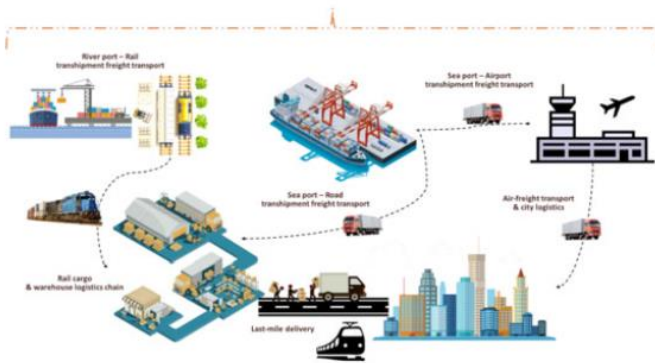 River port – Rail
transhipment freight transport
Sea port – Airport
transhipment freight transport
Sea port – Road
transhipment freight transport
Air-freight transport
& city logistics
Rail cargo
& warehouse logistics chain
Last-mile delivery